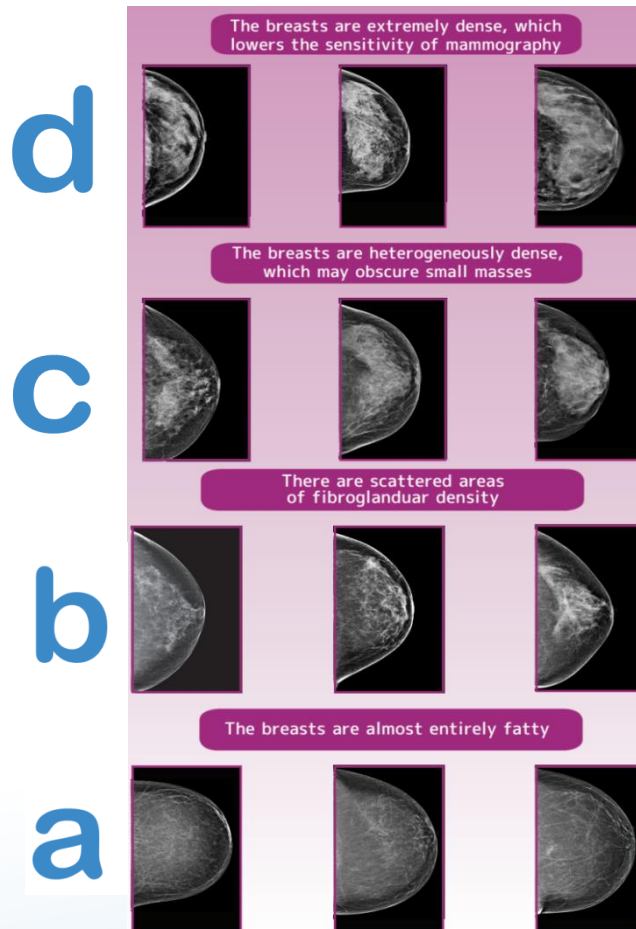 The breasts are extremely dense, which
lowers the sensitivity of mammography
d
The breasts are heterogeneously dense,
which may obscure small masses
c
There are scattered areas
of fibroglanduar density
b
The breasts are almost entirely fatty
a